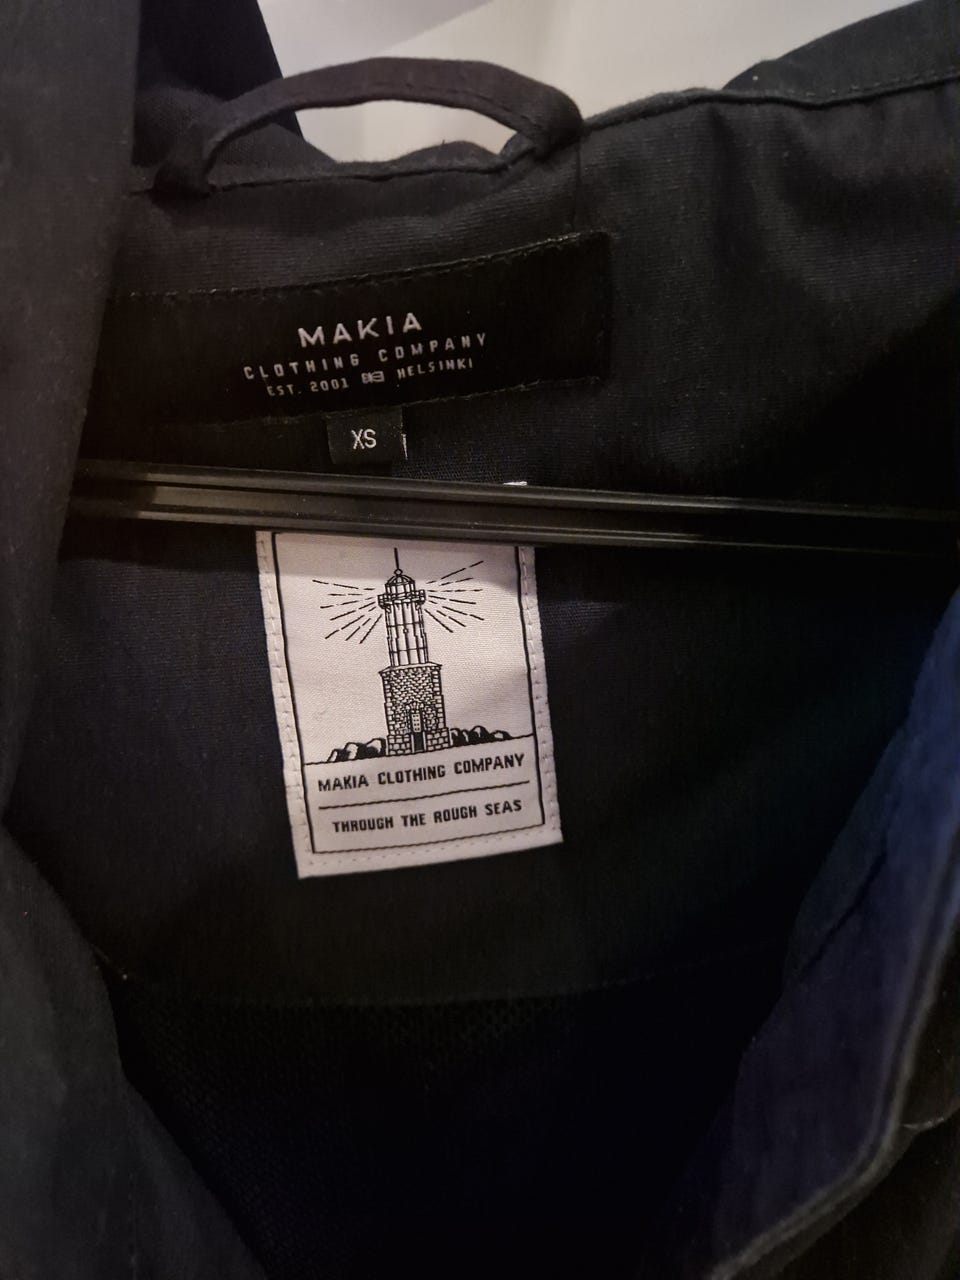 MAKIA
CLOTHING COMPANY
EST. 2001 HELSINKI
XS
MAKIA CLOTHING COMPANY
THROUGH THE ROUGH SEAS